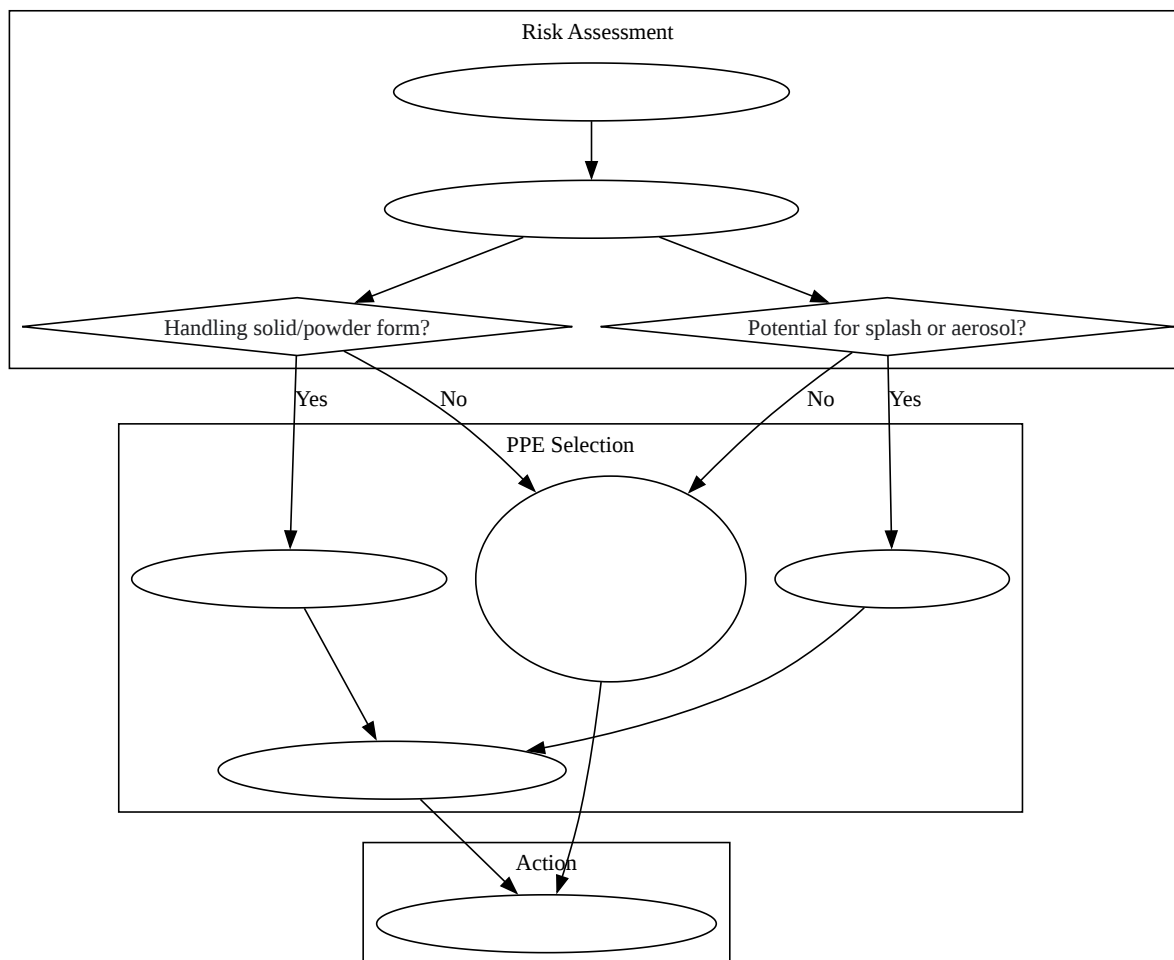 Risk Assessment
Handling solid/powder form?
Potential for splash or aerosol?
Yes
No
No
Yes
PPE Selection
Action